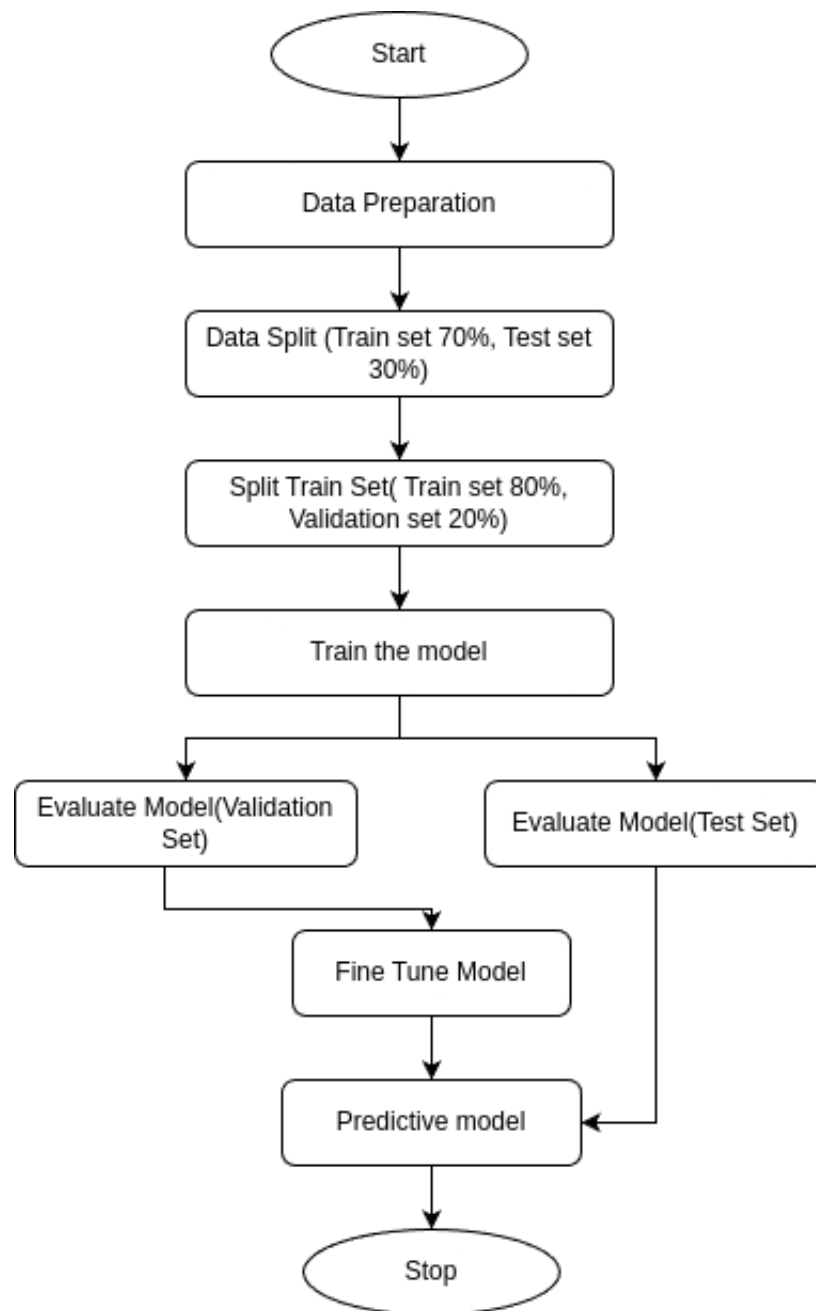 Start
Data Preparation
Data Split (Train set 70%, Test set
30%)
Split Train Set( Train set 80%,
Validation set 20%)
Train the model
Evaluate Model(Validation
Set)
Evaluate Model(Test Set)
Fine Tune Model
Predictive model
Stop